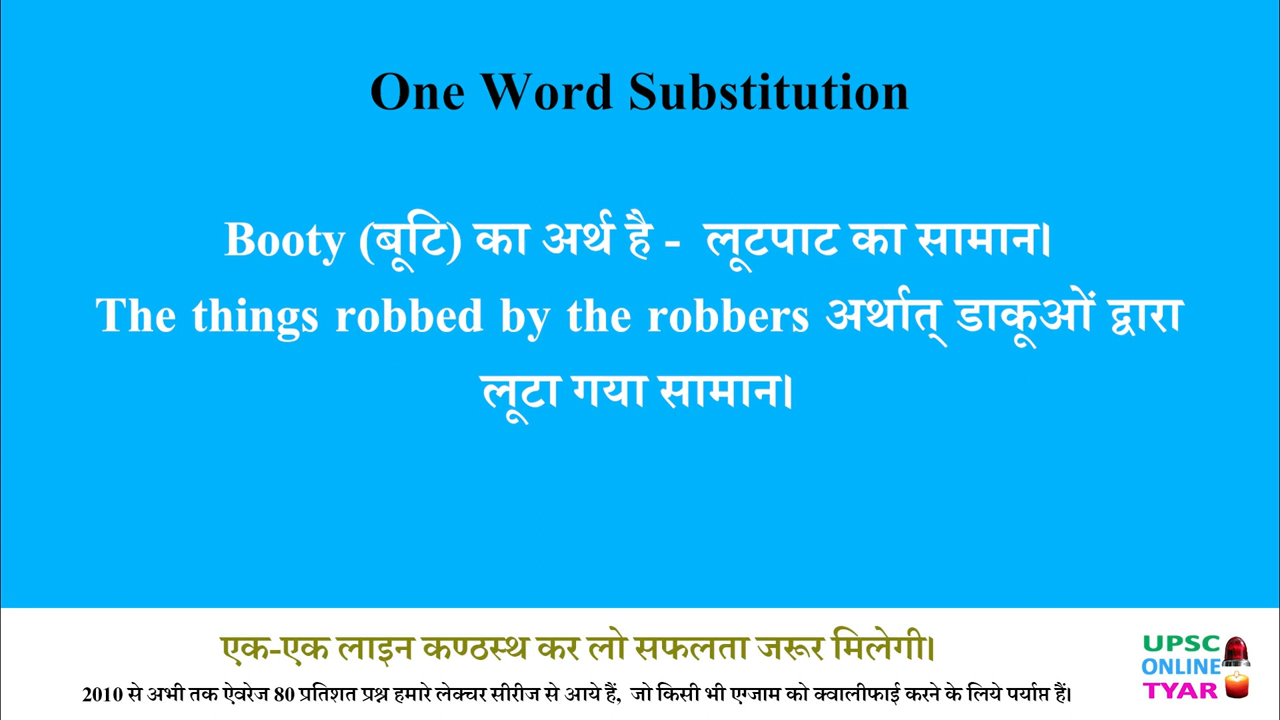 One Word Substitution
Booty (बूटि) का अर्थ है - लूटपाट का सामान।
The things robbed by the robbers अर्थात् डाकूओं द्वारा
लूटा गया सामान।
एक-एक लाइन कण्ठस्थ कर लो सफलता जरूर मिलेगी।
2010 से अभी तक ऐवरेज 80 प्रतिशत प्रश्न हमारे लेक्चर सीरीज से आये हैं, जो किसी भी एग्जाम को क्वालीफाई करने के लिये पर्याप्त हैं।
UPSC
ONLINE
TYAR